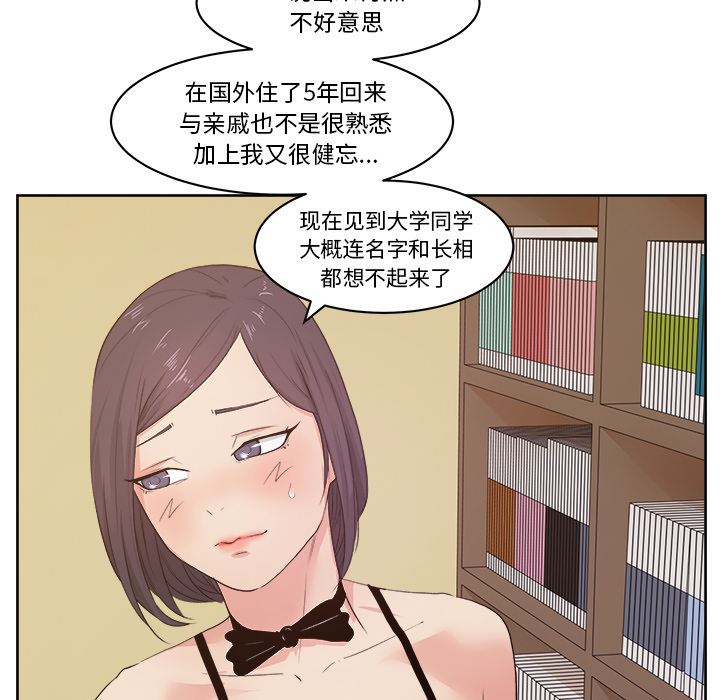 不好意思
在国外住了5年回来
与亲戚也不是很熟悉
加上我又很健忘...
现在见到大学同学
大概连名字和长相
都想不起来了